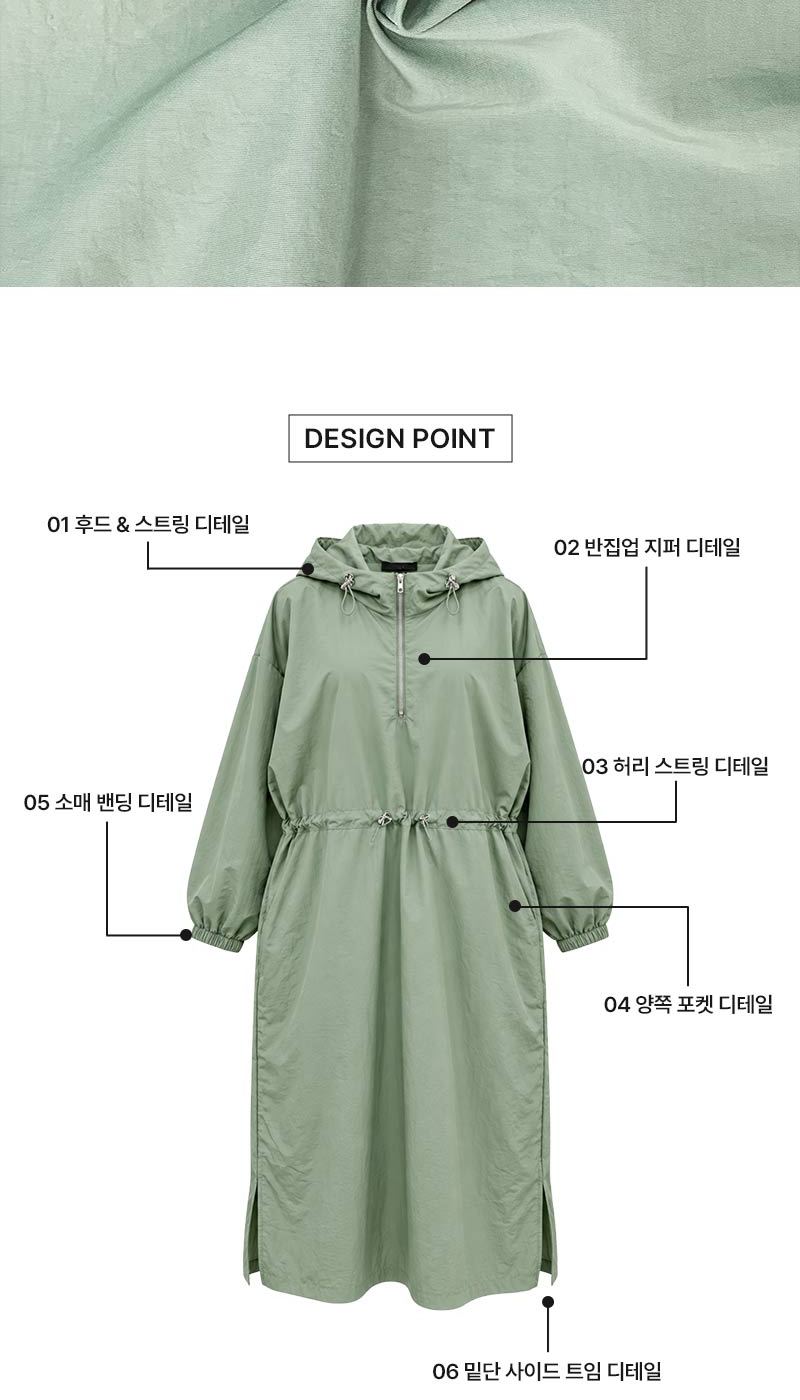 DESIGN POINT
01 후드 & 스트링 디테일
02 반집업 지퍼 디테일
03 허리 스트링 디테일
05 소매 밴딩 디테일
04 양쪽 포켓 디테일
06 밑단 사이드 트임 디테일